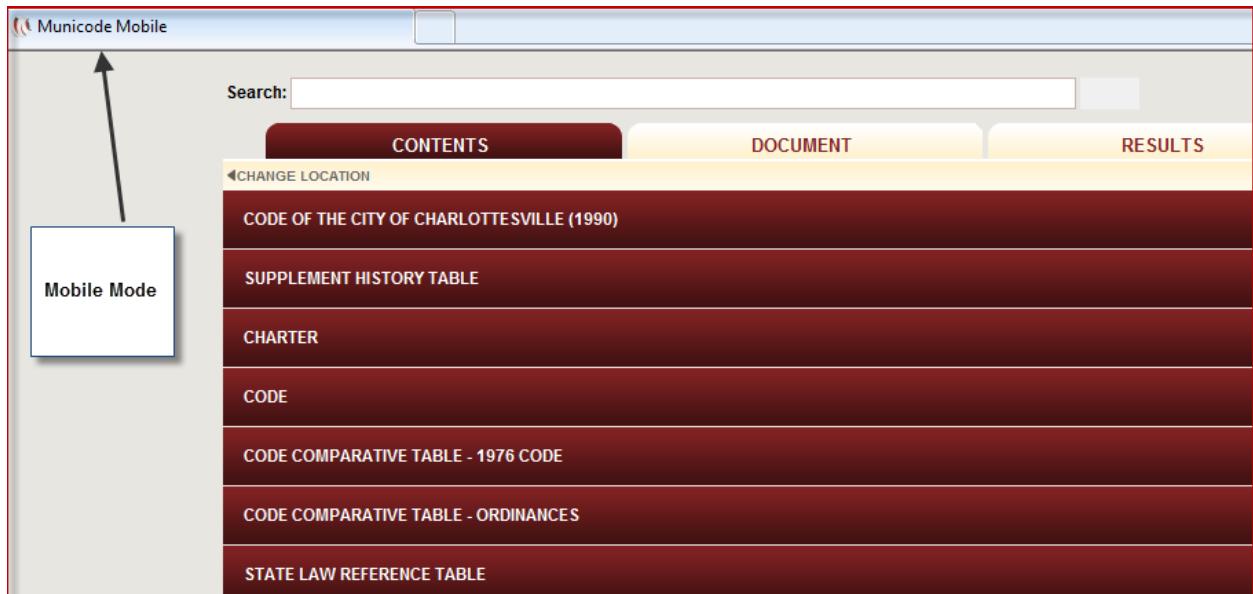 Municode Mobile
Search:
CONTENTS DOCUMENT RESULTS
CHANGE LOCATION
CODE OF THE CITY OF CHARLOTTESVILLE (1990)
SUPPLEMENT HISTORY TABLE
Mobile Mode
CHARTER
CODE
CODE COMPARATIVE TABLE - 1976 CODE
CODE COMPARATIVE TABLE - ORDINANCES
STATE LAW REFERENCE TABLE